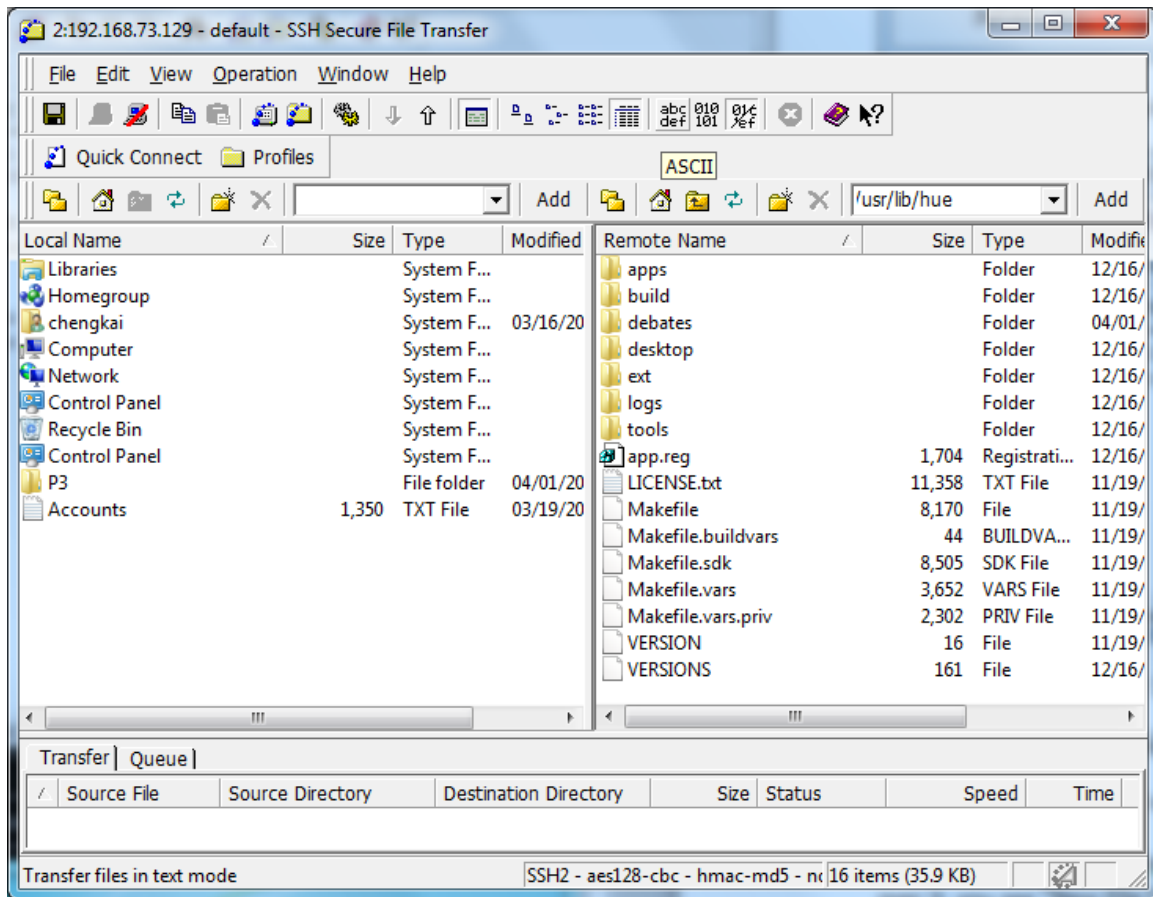 2:192.168.73.129 - default - SSH Secure File Transfer
File Edit View Operation Window Help
abc def 010 101
Quick Connect Profiles
ASCII
Add /usr/lib/hue Add
Local Name Size Type Modified
Libraries System F...
Homegroup System F...
chengkai System F... 03/16/20
Computer System F...
Network System F...
Control Panel System F...
Recycle Bin System F...
Control Panel System F...
P3 File folder 04/01/20
Accounts 1,350 TXT File 03/19/20
Remote Name Size Type Modifie
apps Folder 12/16/
build Folder 12/16/
debates Folder 04/01/
desktop Folder 12/16/
ext Folder 12/16/
logs Folder 12/16/
tools Folder 12/16/
app.reg 1,704 Registrati... 12/16/
LICENSE.txt 11,358 TXT File 11/19/
Makefile 8,170 File 11/19/
Makefile.buildvars 44 BUILDVA... 11/19/
Makefile.sdk 8,505 SDK File 11/19/
Makefile.vars 3,652 VARS File 11/19/
Makefile.vars.priv 2,302 PRIV File 11/19/
VERSION 16 File 11/19/
VERSIONS 161 File 12/16/
Transfer Queue
Source File Source Directory Destination Directory Size Status Speed Time
Transfer files in text mode SSH2 - aes128-cbc - hmac-md5 - nc 16 items (35.9 KB)